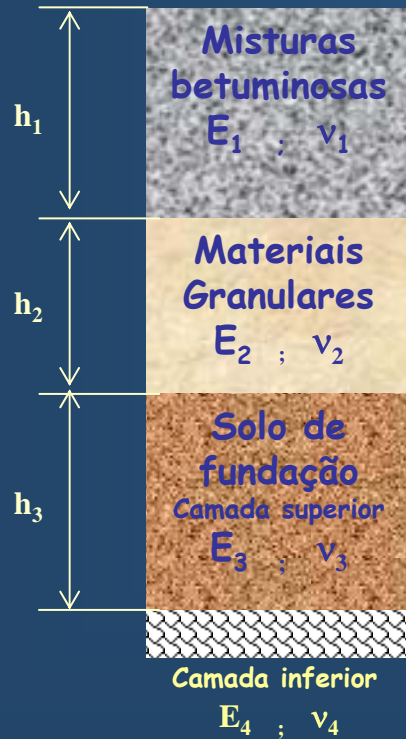 Misturas
betuminosas
E₁ ; ν₁
h₁
Materiais
Granulares
E₂ ; ν₂
h₂
Solo de
fundação
Camada superior
E₃ ; ν₃
h₃
Camada inferior
E₄ ; ν₄